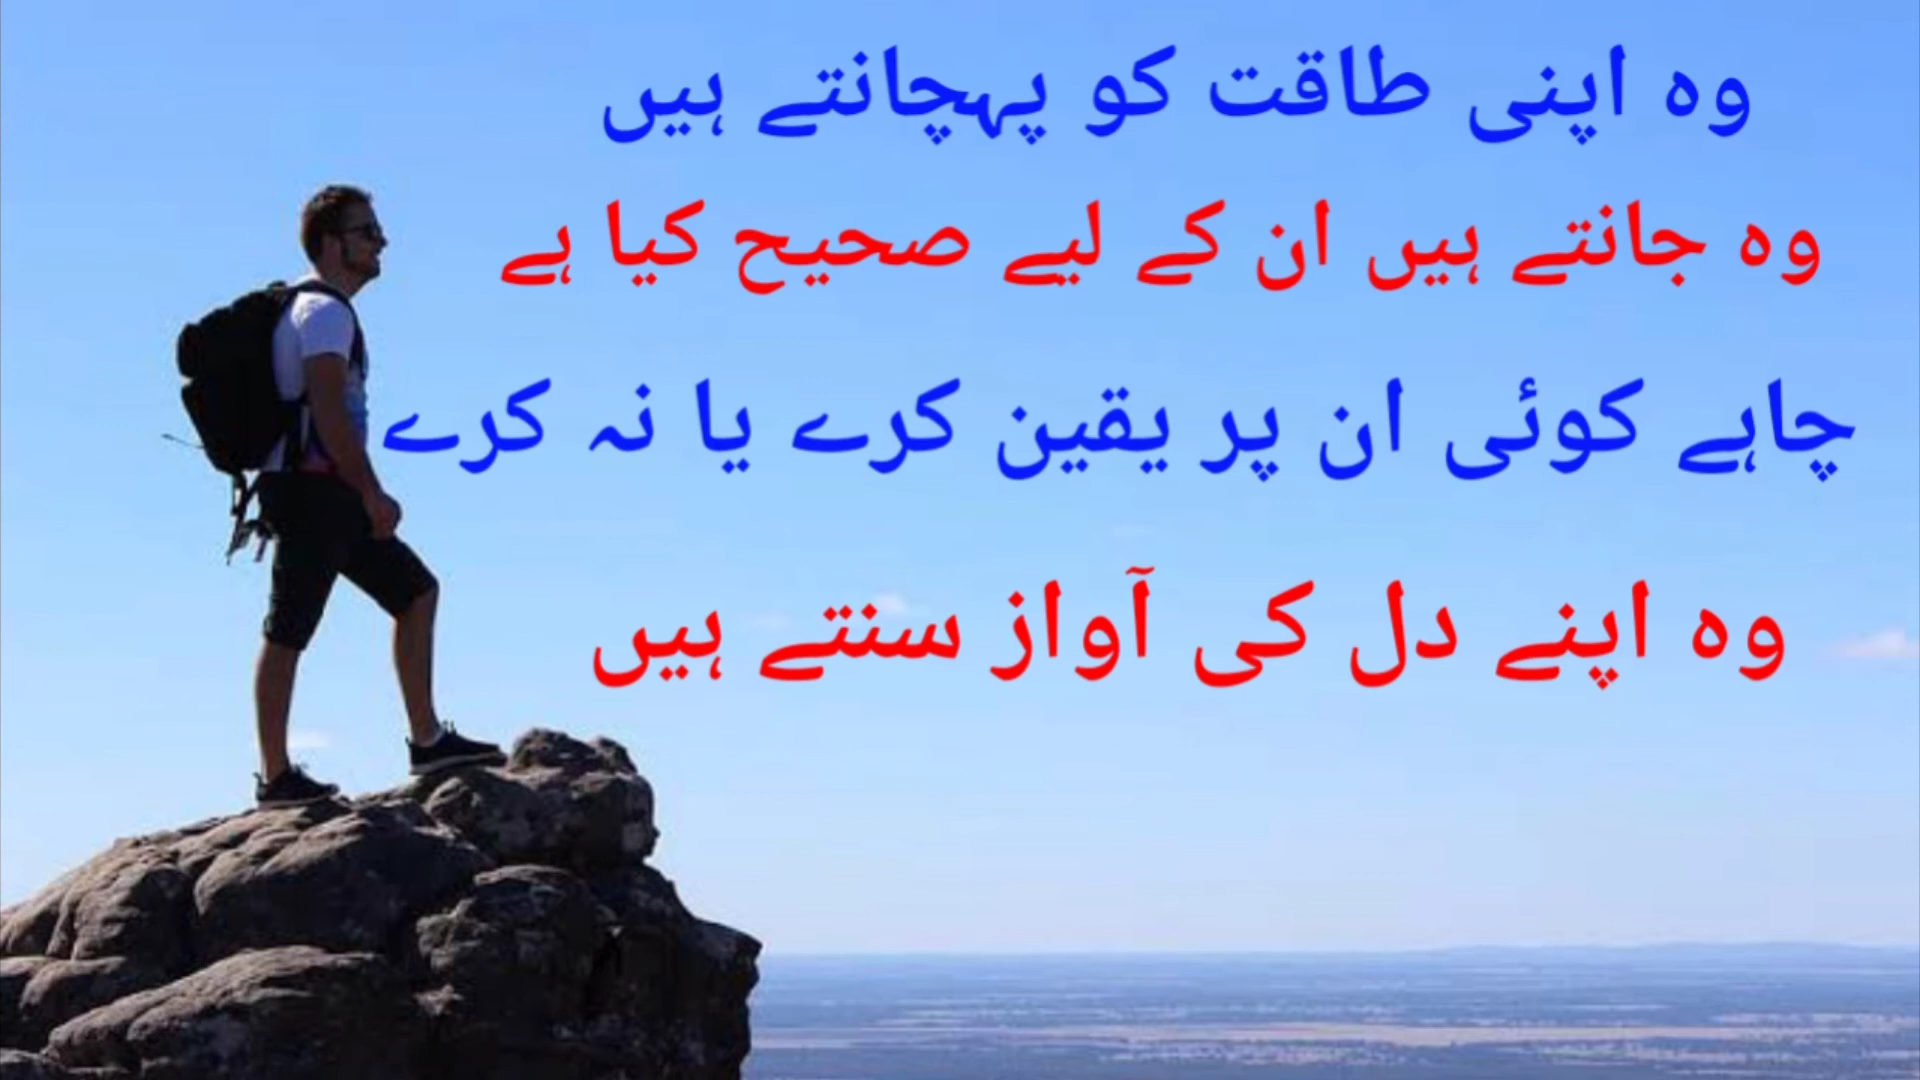 وہ اپنی طاقت کو پہچانتے ہیں
وہ جانتے ہیں ان کے لیے صحیح کیا ہے
چاہے کوئی ان پر یقین کرے یا نہ کرے
وہ اپنے دل کی آواز سنتے ہیں